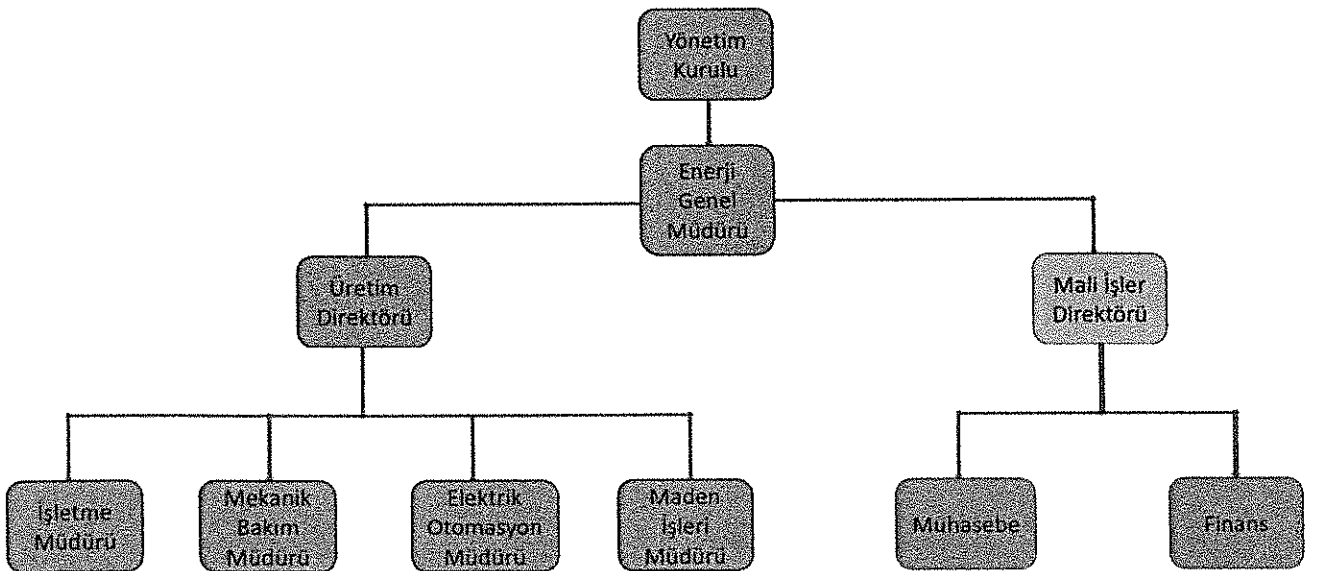 Yönetim
Kurulu
Enerji
Genel
Müdürü
Üretim
Direktörü
Mali İşler
Direktörü
İşletme
Müdürü
Mekanik
Bakım
Müdürü
Elektrik
Otomasyon
Müdürü
Maden
İşleri
Müdürü
Muhasebe
Finans